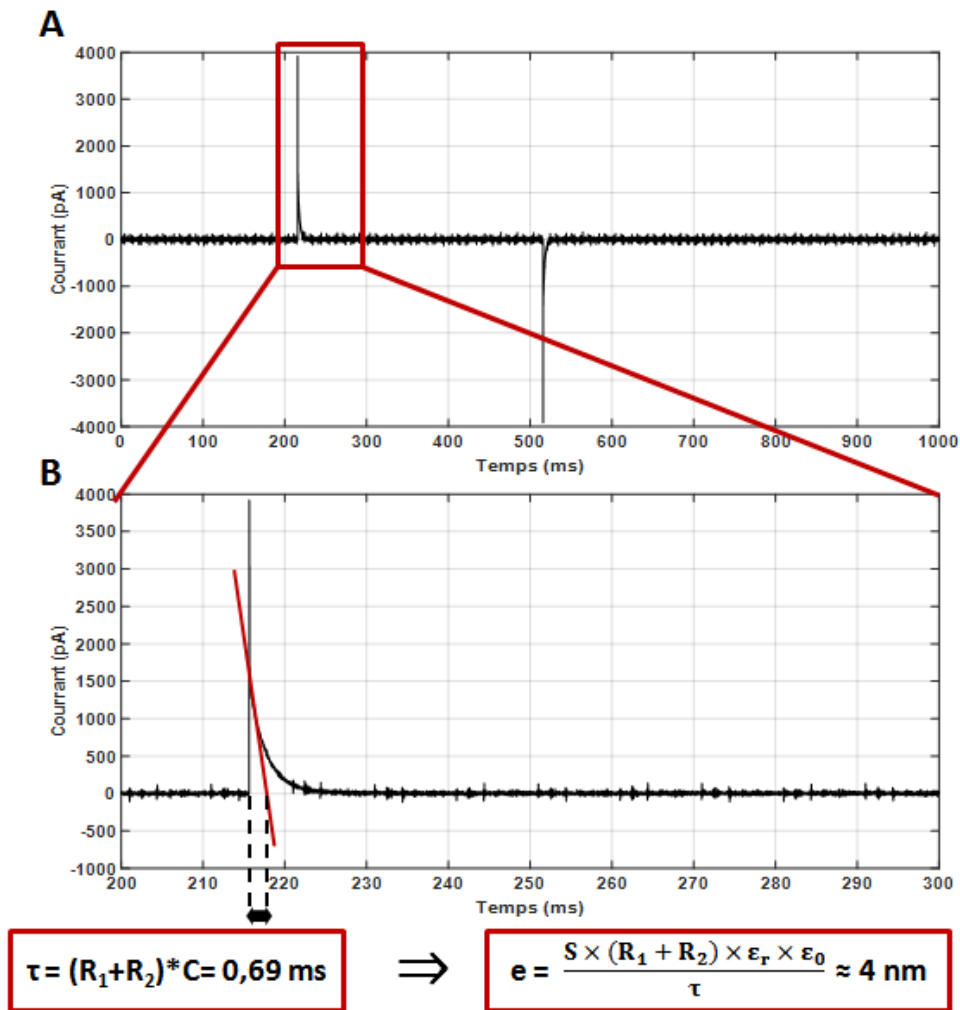 A
4000
3000
2000
1000
0
-1000
-2000
-3000
-4000
Courrant (pA)
0 100 200 300 400 500 600 700 800 900 1000
Temps (ms)
B
4000
3500
3000
2500
2000
1500
1000
500
0
-500
-1000
Courrant (pA)
200 210 220 230 240 250 260 270 280 290 300
Temps (ms)
τ = (R₁+R₂)*C= 0,69 ms ⇒ e = S × (R₁ + R₂) × εᵣ × ε₀ / τ ≈ 4 nm